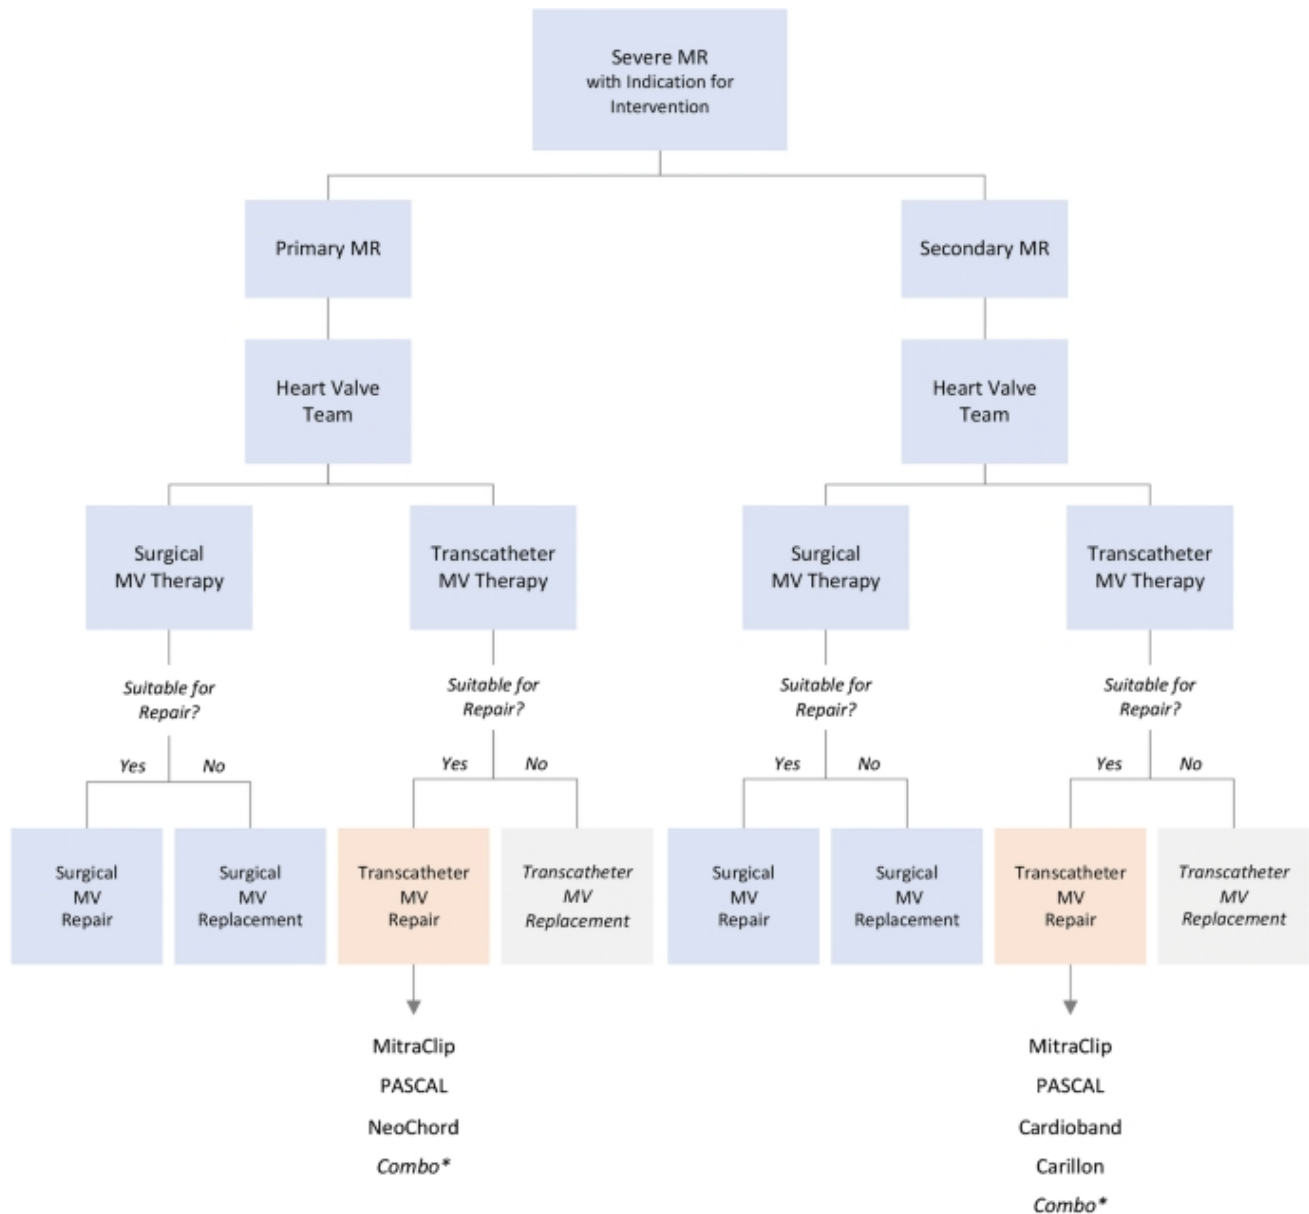 Severe MR
with Indication for
Intervention
Primary MR
Secondary MR
Heart Valve
Team
Heart Valve
Team
Surgical
MV Therapy
Transcatheter
MV Therapy
Surgical
MV Therapy
Transcatheter
MV Therapy
Suitable for
Repair?
Suitable for
Repair?
Suitable for
Repair?
Suitable for
Repair?
Yes
No
Yes
No
Yes
No
Yes
No
Surgical
MV
Repair
Surgical
MV
Replacement
Transcatheter
MV
Repair
Transcatheter
MV
Replacement
Surgical
MV
Repair
Surgical
MV
Replacement
Transcatheter
MV
Repair
Transcatheter
MV
Replacement
MitraClip
PASCAL
NeoChord
Combo*
MitraClip
PASCAL
Cardioband
Carillon
Combo*